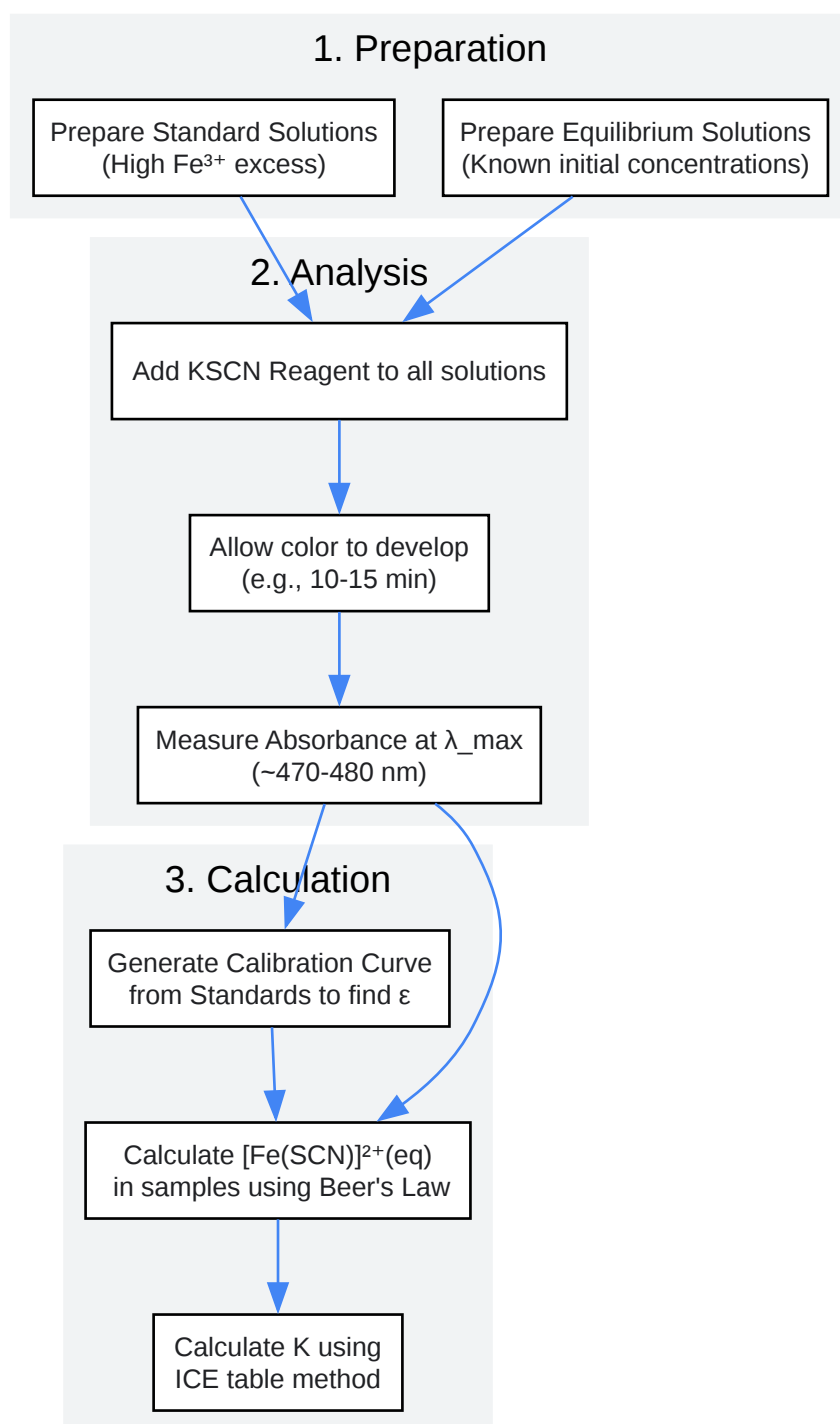 1. Preparation
Prepare Standard Solutions
(High Fe³⁺ excess)
Prepare Equilibrium Solutions
(Known initial concentrations)
2. Analysis
Add KSCN Reagent to all solutions
Allow color to develop
(e.g., 10-15 min)
Measure Absorbance at λ_max
(~470-480 nm)
3. Calculation
Generate Calibration Curve
from Standards to find ε
Calculate [Fe(SCN)]²⁺(eq)
in samples using Beer's Law
Calculate K using
ICE table method